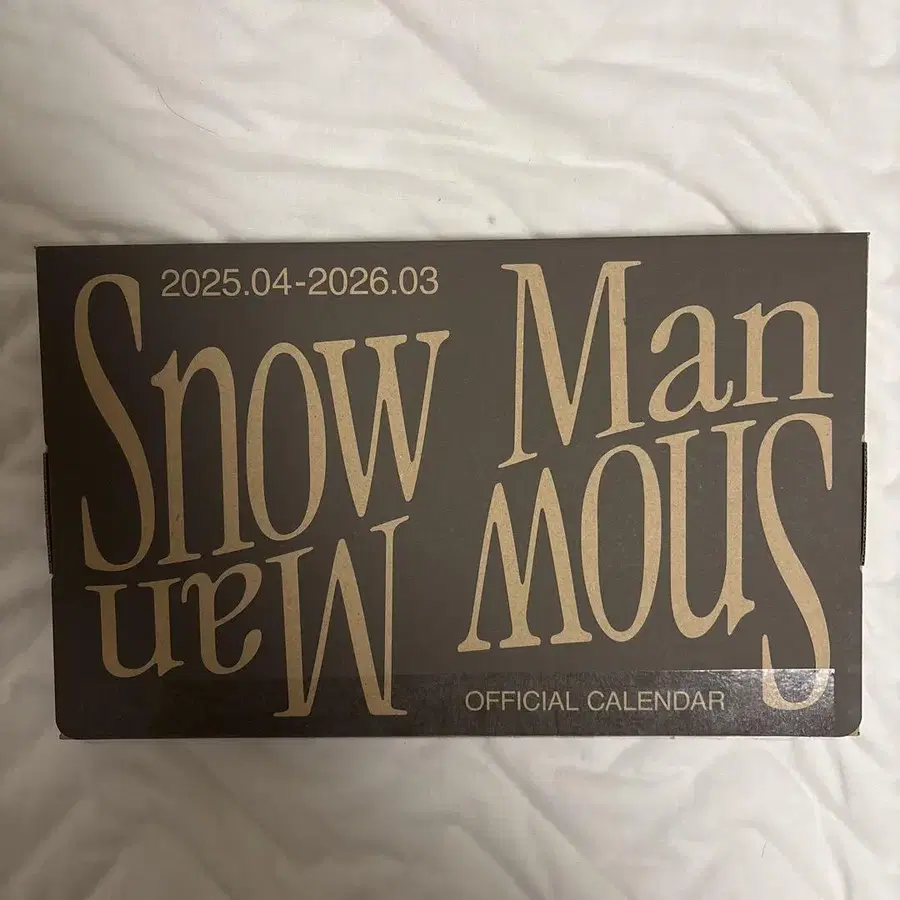 2025.04-2026.03
Snow Man
Snow Man
OFFICIAL CALENDAR